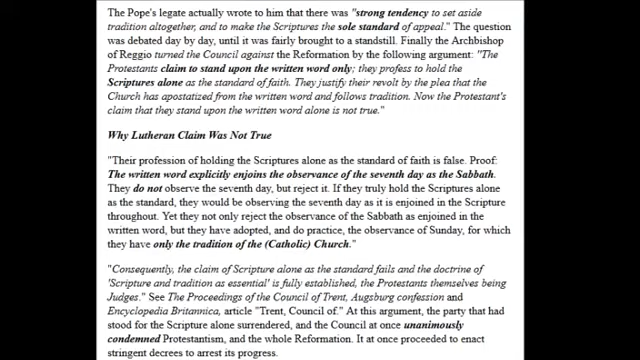 The Pope's legate actually wrote to him that there was "strong tendency to set aside
tradition altogether, and to make the Scriptures the sole standard of appeal." The question
was debated day by day, until it was fairly brought to a standstill. Finally the Archbishop
of Reggio turned the Council against the Reformation by the following argument: "The
Protestants claim to stand upon the written word only; they profess to hold the
Scriptures alone as the standard of faith. They justify their revolt by the plea that the
Church has apostatized from the written word and follows tradition. Now the Protestant's
claim that they stand upon the written word alone is not true."
Why Lutheran Claim Was Not True
"Their profession of holding the Scriptures alone as the standard of faith is false. Proof:
The written word explicitly enjoins the observance of the seventh day as the Sabbath.
They do not observe the seventh day, but reject it. If they truly hold the Scriptures alone
as the standard, they would be observing the seventh day as it is enjoined in the Scripture
throughout. Yet they not only reject the observance of the Sabbath as enjoined in the
written word, but they have adopted, and do practice, the observance of Sunday, for which
they have only the tradition of the (Catholic) Church."
"Consequently, the claim of Scripture alone as the standard fails and the doctrine of
'Scripture and tradition as essential' is fully established, the Protestants themselves being
Judges." See The Proceedings of the Council of Trent, Augsburg confession and
Encyclopedia Britannica, article "Trent, Council of." At this argument, the party that had
stood for the Scripture alone surrendered, and the Council at once unanimously
condemned Protestantism, and the whole Reformation. It at once proceeded to enact
stringent decrees to arrest its progress.